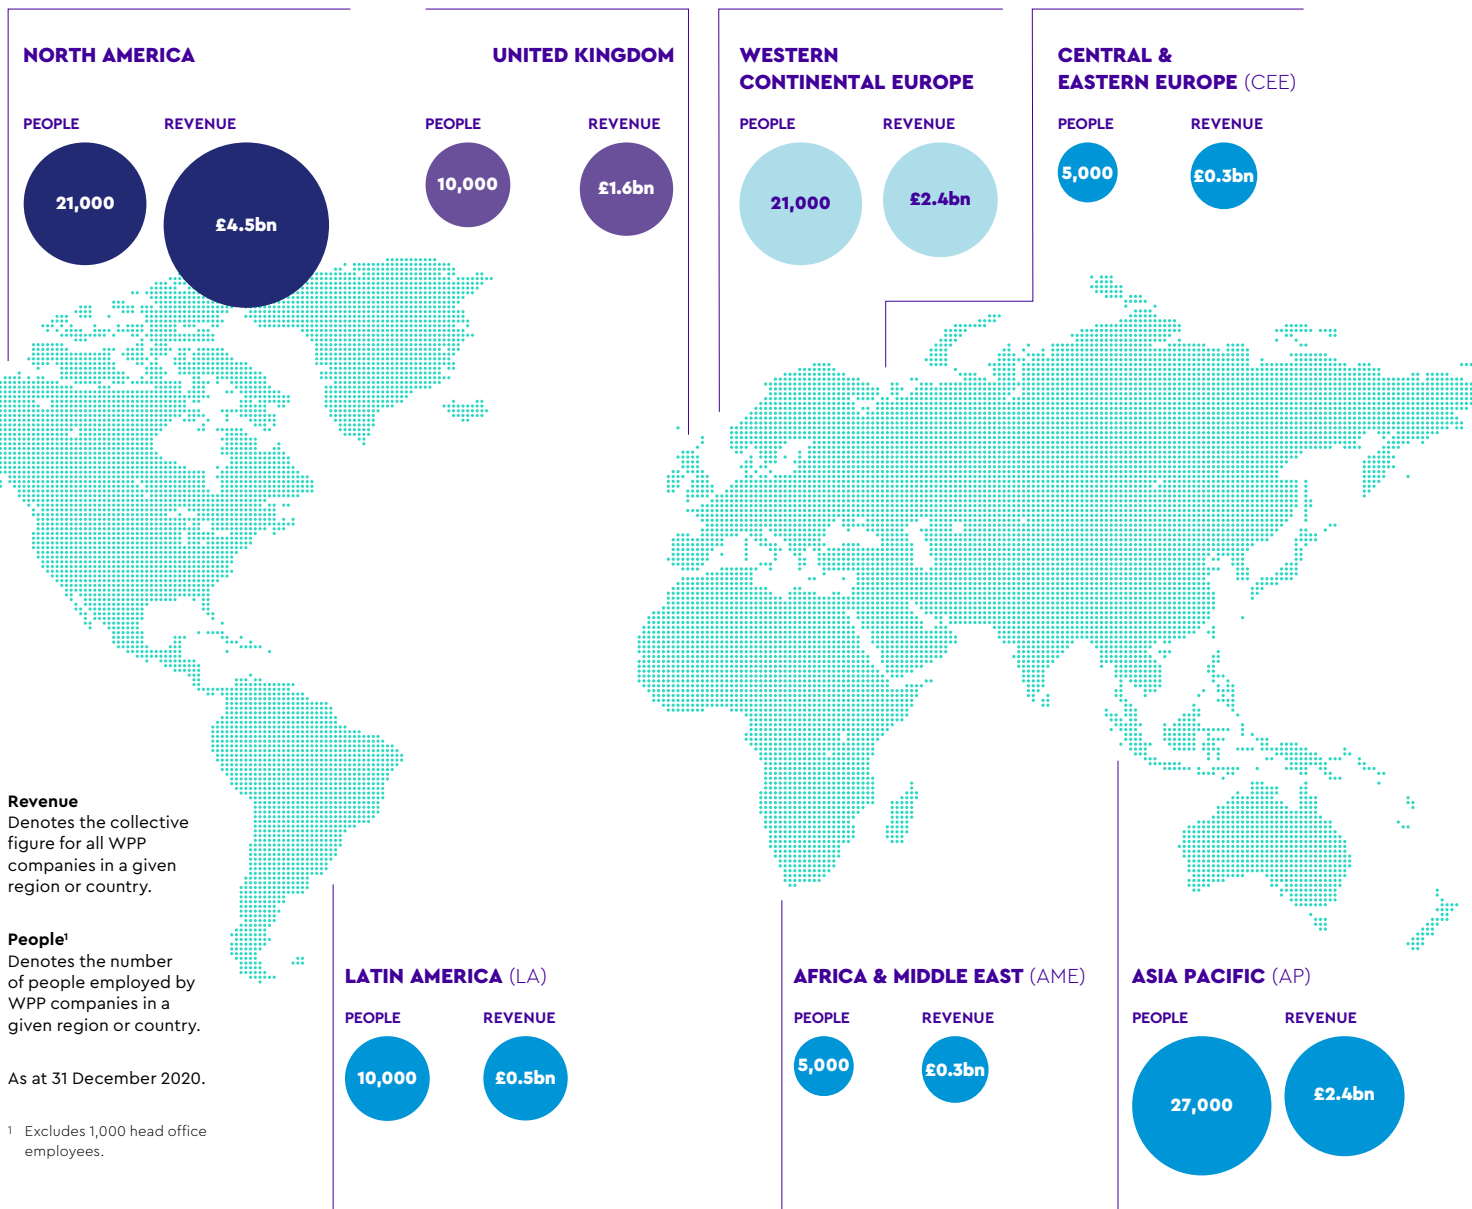 NORTH AMERICA
PEOPLE
REVENUE
21,000
£4.5bn
UNITED KINGDOM
PEOPLE
REVENUE
10,000
£1.6bn
WESTERN
CONTINENTAL EUROPE
PEOPLE
REVENUE
21,000
£2.4bn
CENTRAL &
EASTERN EUROPE (CEE)
PEOPLE
REVENUE
5,000
£0.3bn
Revenue
Denotes the collective
figure for all WPP
companies in a given
region or country.
People¹
Denotes the number
of people employed by
WPP companies in a
given region or country.
As at 31 December 2020.
¹ Excludes 1,000 head office
employees.
LATIN AMERICA (LA)
PEOPLE
REVENUE
10,000
£0.5bn
AFRICA & MIDDLE EAST (AME)
PEOPLE
REVENUE
5,000
£0.3bn
ASIA PACIFIC (AP)
PEOPLE
REVENUE
27,000
£2.4bn